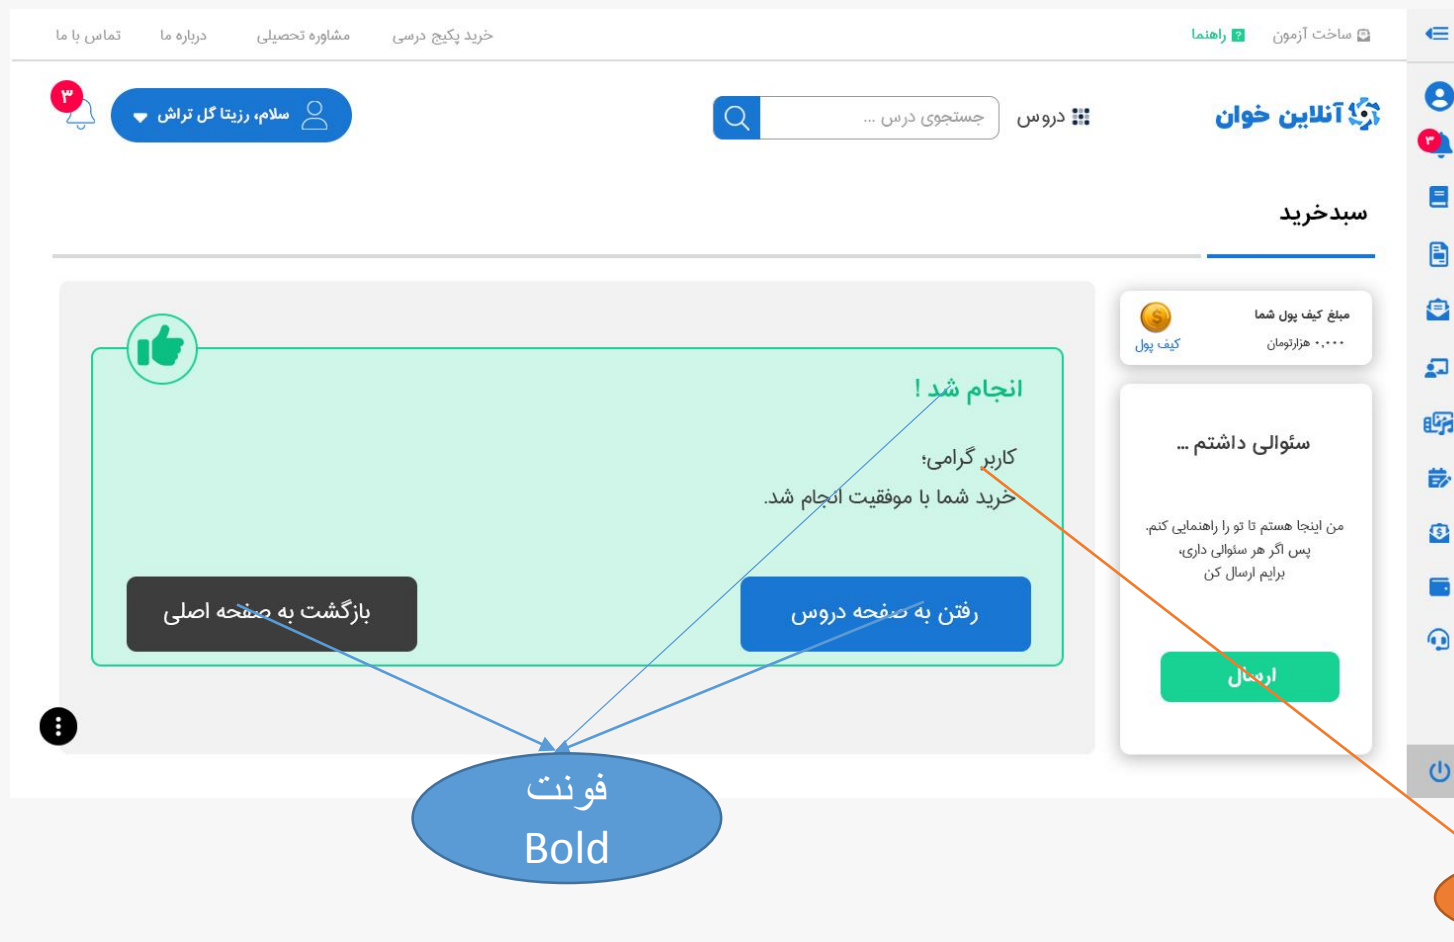 ساخت آزمون
? راهنما
خرید پکیج درسی
مشاوره تحصیلی
درباره ما
تماس با ما
آنلاین خوان
دروس
جستجوی درس ...
سلام، رزیتا گل تراش
۳
۳
سبدخرید
مبلغ کیف پول شما
۰,۰۰۰ هزارتومان
کیف پول
سئوالی داشتم ...
من اینجا هستم تا تو را راهنمایی کنم.
پس اگر هر سئوالی داری،
برایم ارسال کن
ارسال
انجام شد !
کاربر گرامی؛
خرید شما با موفقیت انجام شد.
رفتن به صفحه دروس
بازگشت به صفحه اصلی
فونت
Bold